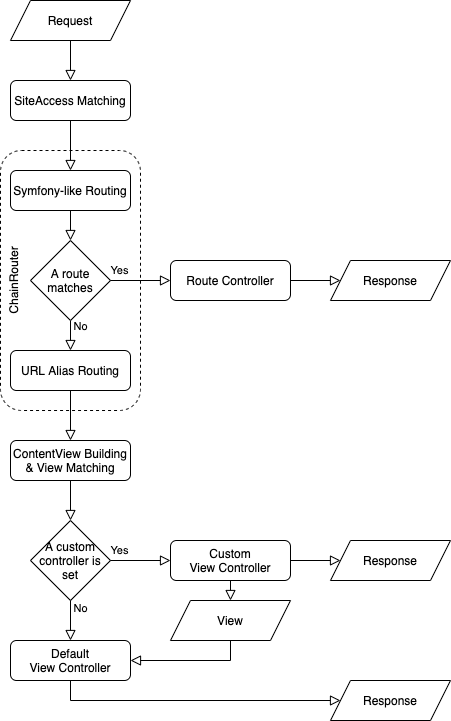 Request
SiteAccess Matching
ChainRouter
Symfony-like Routing
A route
matches
Yes
Route Controller
Response
No
URL Alias Routing
ContentView Building
& View Matching
A custom
controller is
set
Yes
Custom
View Controller
Response
No
View
Default
View Controller
Response